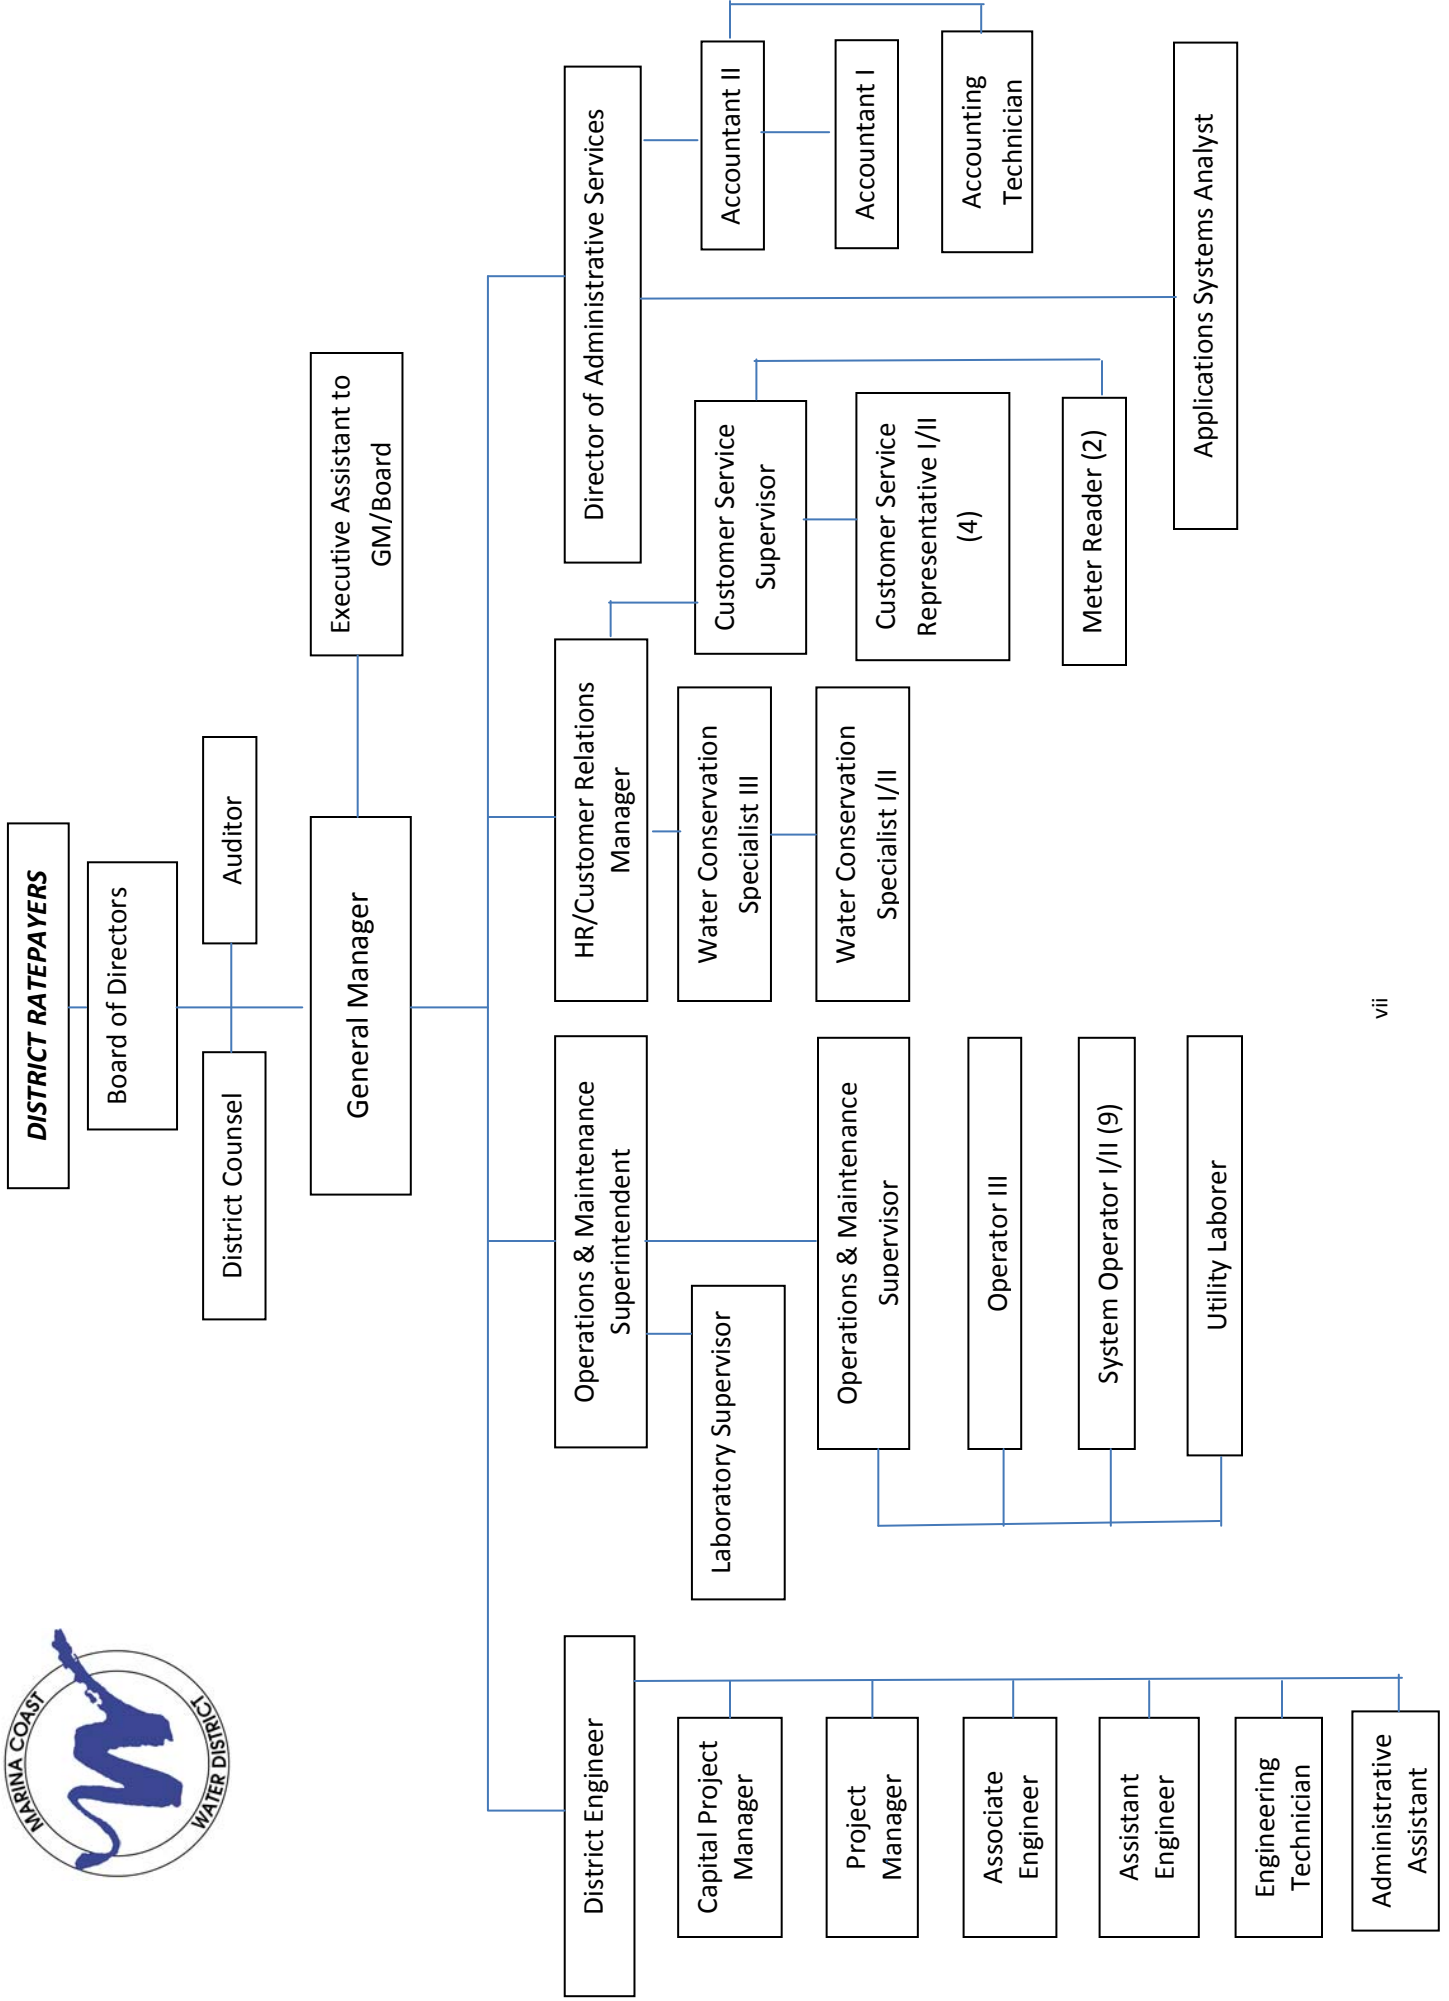 MARINA COAST
WATER DISTRICT
DISTRICT RATEPAYERS
Board of Directors
District Counsel
Auditor
General Manager
Executive Assistant to
GM/Board
District Engineer
Capital Project
Manager
Project
Manager
Associate
Engineer
Assistant
Engineer
Engineering
Technician
Administrative
Assistant
Operations & Maintenance
Superintendent
Laboratory Supervisor
Operations & Maintenance
Supervisor
Operator III
System Operator I/II (9)
Utility Laborer
HR/Customer Relations
Manager
Water Conservation
Specialist III
Water Conservation
Specialist I/II
Customer Service
Supervisor
Customer Service
Representative I/II
(4)
Meter Reader (2)
Director of Administrative Services
Accountant II
Accountant I
Accounting
Technician
Applications Systems Analyst
vii